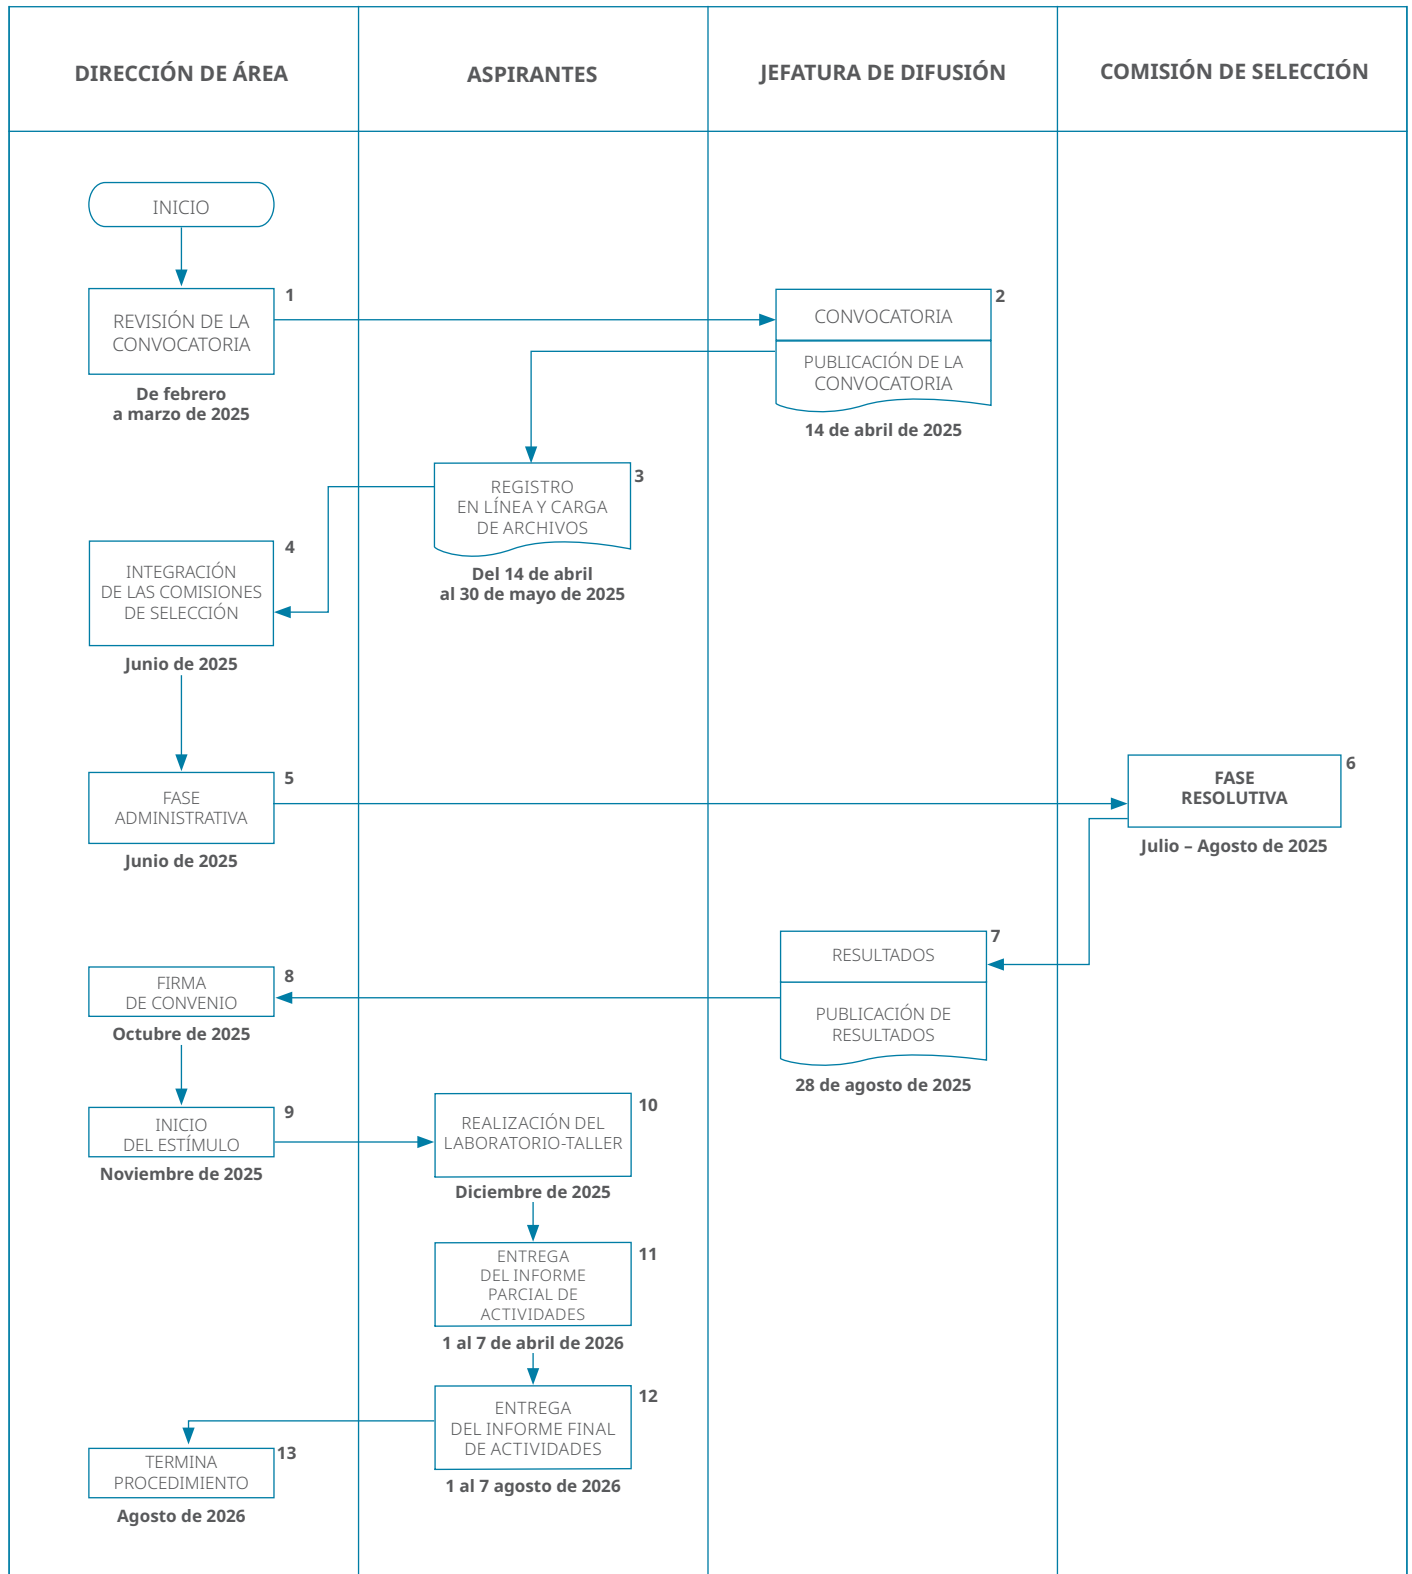 DIRECCIÓN DE ÁREA
ASPIRANTES
JEFATURA DE DIFUSIÓN
COMISIÓN DE SELECCIÓN
INICIO
1
REVISIÓN DE LA
CONVOCATORIA
De febrero
a marzo de 2025
2
CONVOCATORIA
PUBLICACIÓN DE LA
CONVOCATORIA
14 de abril de 2025
3
REGISTRO
EN LÍNEA Y CARGA
DE ARCHIVOS
Del 14 de abril
al 30 de mayo de 2025
4
INTEGRACIÓN
DE LAS COMISIONES
DE SELECCIÓN
Junio de 2025
5
FASE
ADMINISTRATIVA
Junio de 2025
6
FASE
RESOLUTIVA
Julio – Agosto de 2025
7
RESULTADOS
PUBLICACIÓN DE
RESULTADOS
28 de agosto de 2025
8
FIRMA
DE CONVENIO
Octubre de 2025
9
INICIO
DEL ESTÍMULO
Noviembre de 2025
10
REALIZACIÓN DEL
LABORATORIO-TALLER
Diciembre de 2025
11
ENTREGA
DEL INFORME
PARCIAL DE
ACTIVIDADES
1 al 7 de abril de 2026
12
ENTREGA
DEL INFORME FINAL
DE ACTIVIDADES
1 al 7 agosto de 2026
13
TERMINA
PROCEDIMIENTO
Agosto de 2026